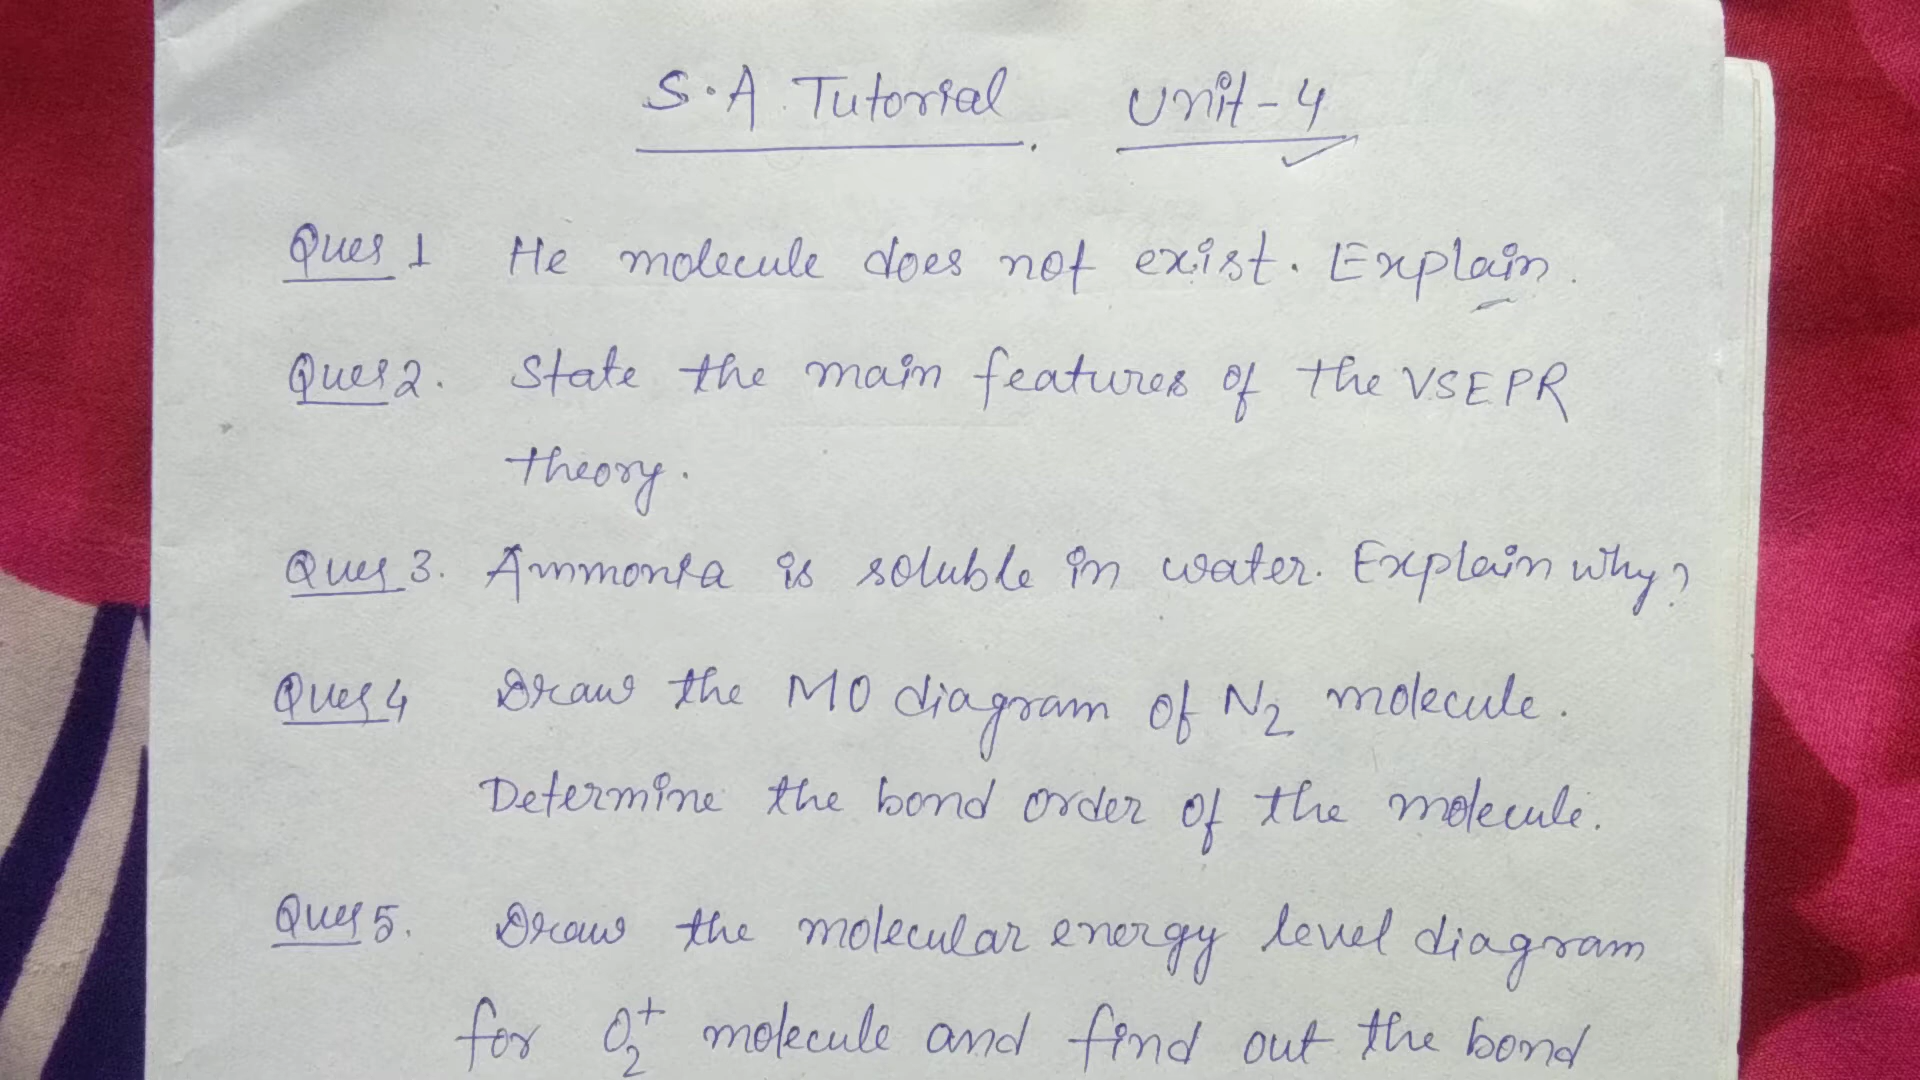 S.A. Tutorial. Unit-4
Ques 1 He molecule does not exist. Explain.
Ques 2. State the main features of the VSEPR
theory.
Ques 3. Ammonia is soluble in water. Explain why?
Ques 4 Draw the MO diagram of N₂ molecule.
Determine the bond order of the molecule.
Ques 5. Draw the molecular energy level diagram
for O₂⁺ molecule and find out the bond